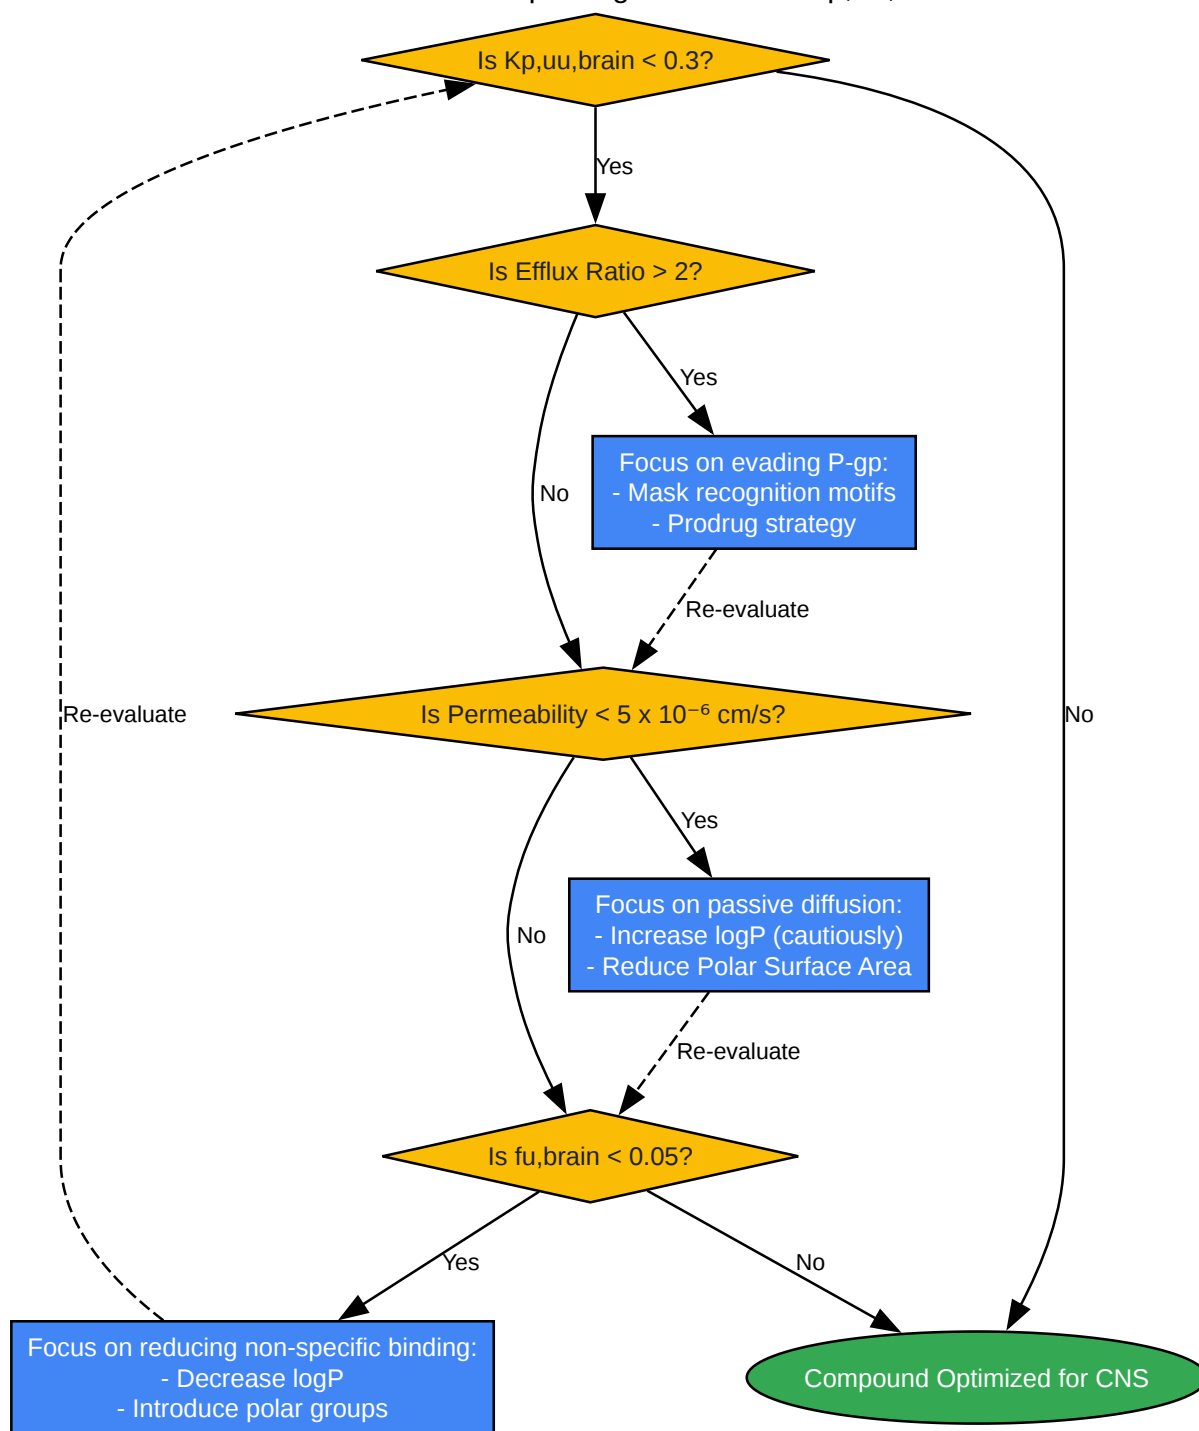 Is Kp,uu,brain < 0.3?
Yes
Is Efflux Ratio > 2?
Yes
Focus on evading P-gp:
- Mask recognition motifs
- Prodrug strategy
No
Re-evaluate
Is Permeability < 5 x 10⁻⁶ cm/s?
Re-evaluate
No
Yes
Focus on passive diffusion:
- Increase logP (cautiously)
- Reduce Polar Surface Area
No
Re-evaluate
Is fu,brain < 0.05?
Yes
No
Focus on reducing non-specific binding:
- Decrease logP
- Introduce polar groups
Compound Optimized for CNS